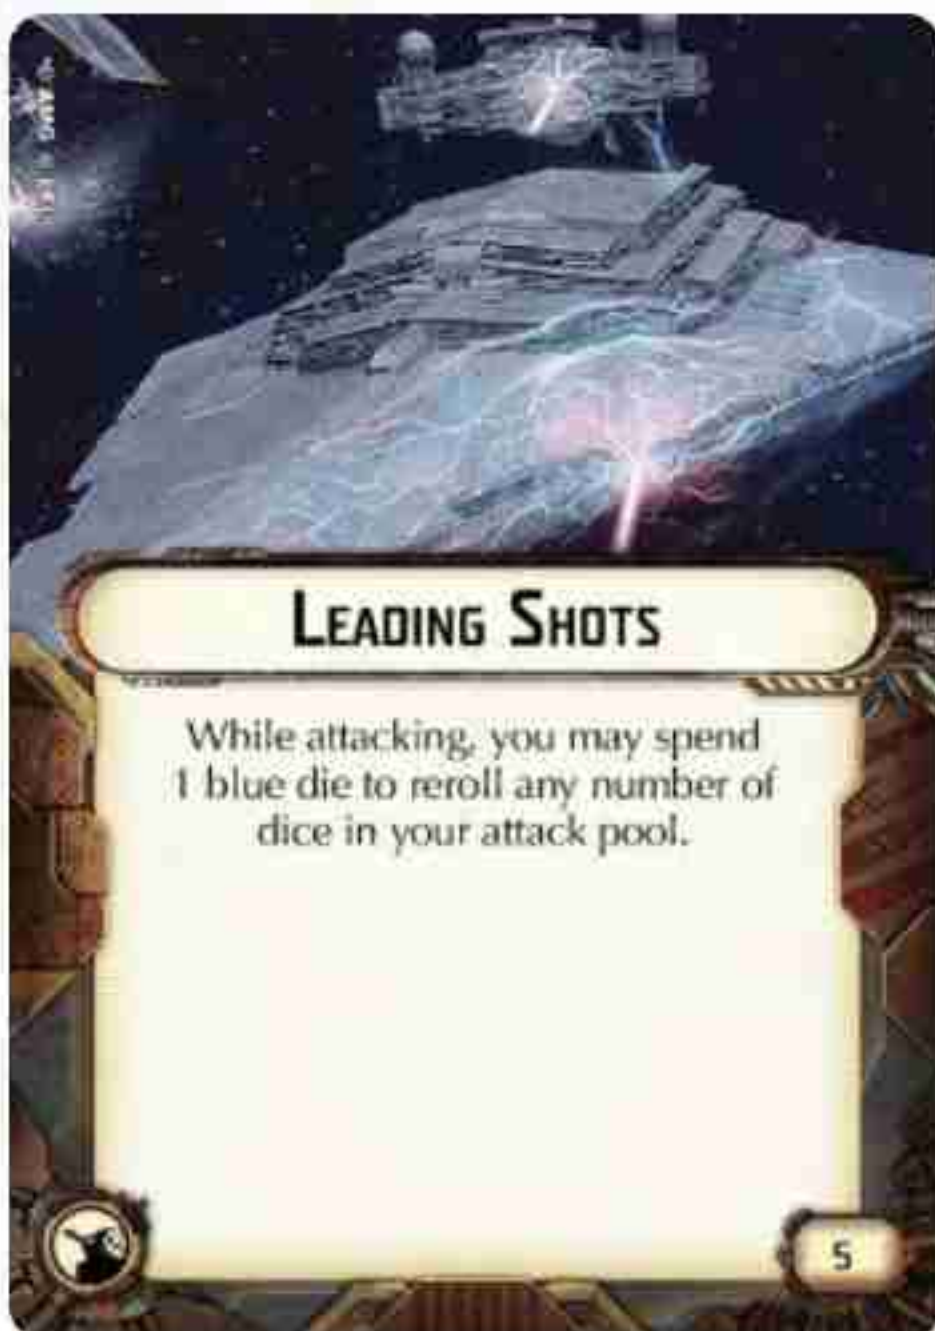 LEADING SHOTS
While attacking, you may spend
1 blue die to reroll any number of
dice in your attack pool.
5